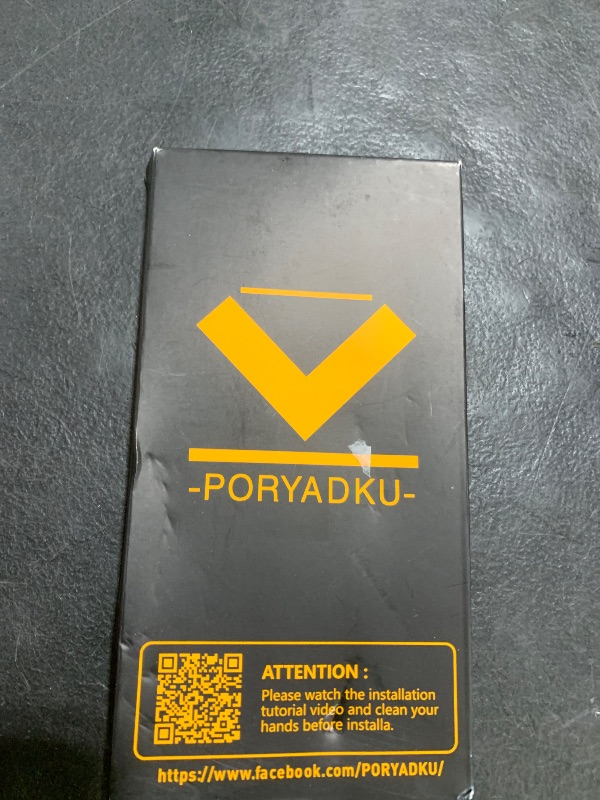 -PORYADKU-
ATTENTION :
Please watch the installation
tutorial video and clean your
hands before installa.
https://www.facebook.com/PORYADKU/